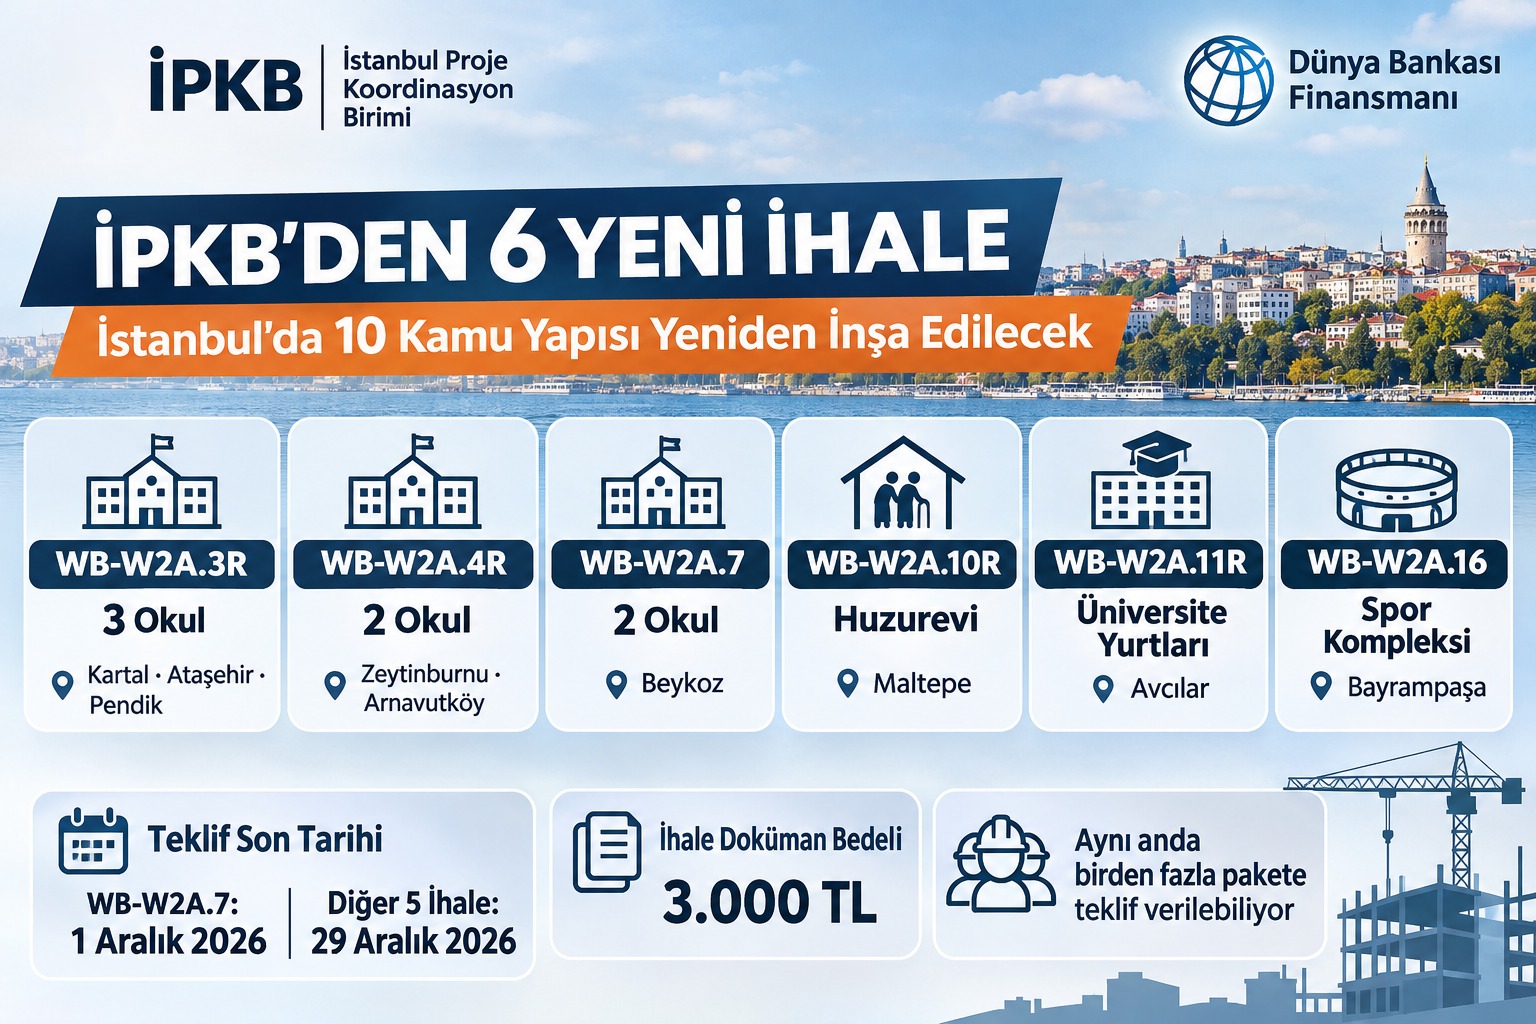 İPKB
İstanbul Proje
Koordinasyon
Birimi
Dünya Bankası
Finansmanı
İPKB'DEN 6 YENİ İHALE
İstanbul'da 10 Kamu Yapısı Yeniden İnşa Edilecek
WB-W2A.3R
3 Okul
Kartal · Ataşehir ·
Pendik
WB-W2A.4R
2 Okul
Zeytinburnu ·
Arnavutköy
WB-W2A.7
2 Okul
Beykoz
WB-W2A.10R
Huzurevi
Maltepe
WB-W2A.11R
Üniversite
Yurtları
Avcılar
WB-W2A.16
Spor
Kompleksi
Bayrampaşa
Teklif Son Tarihi
WB-W2A.7:
1 Aralık 2026
Diğer 5 İhale:
29 Aralık 2026
İhale Doküman Bedeli
3.000 TL
Aynı anda
birden fazla pakete
teklif verilebiliyor